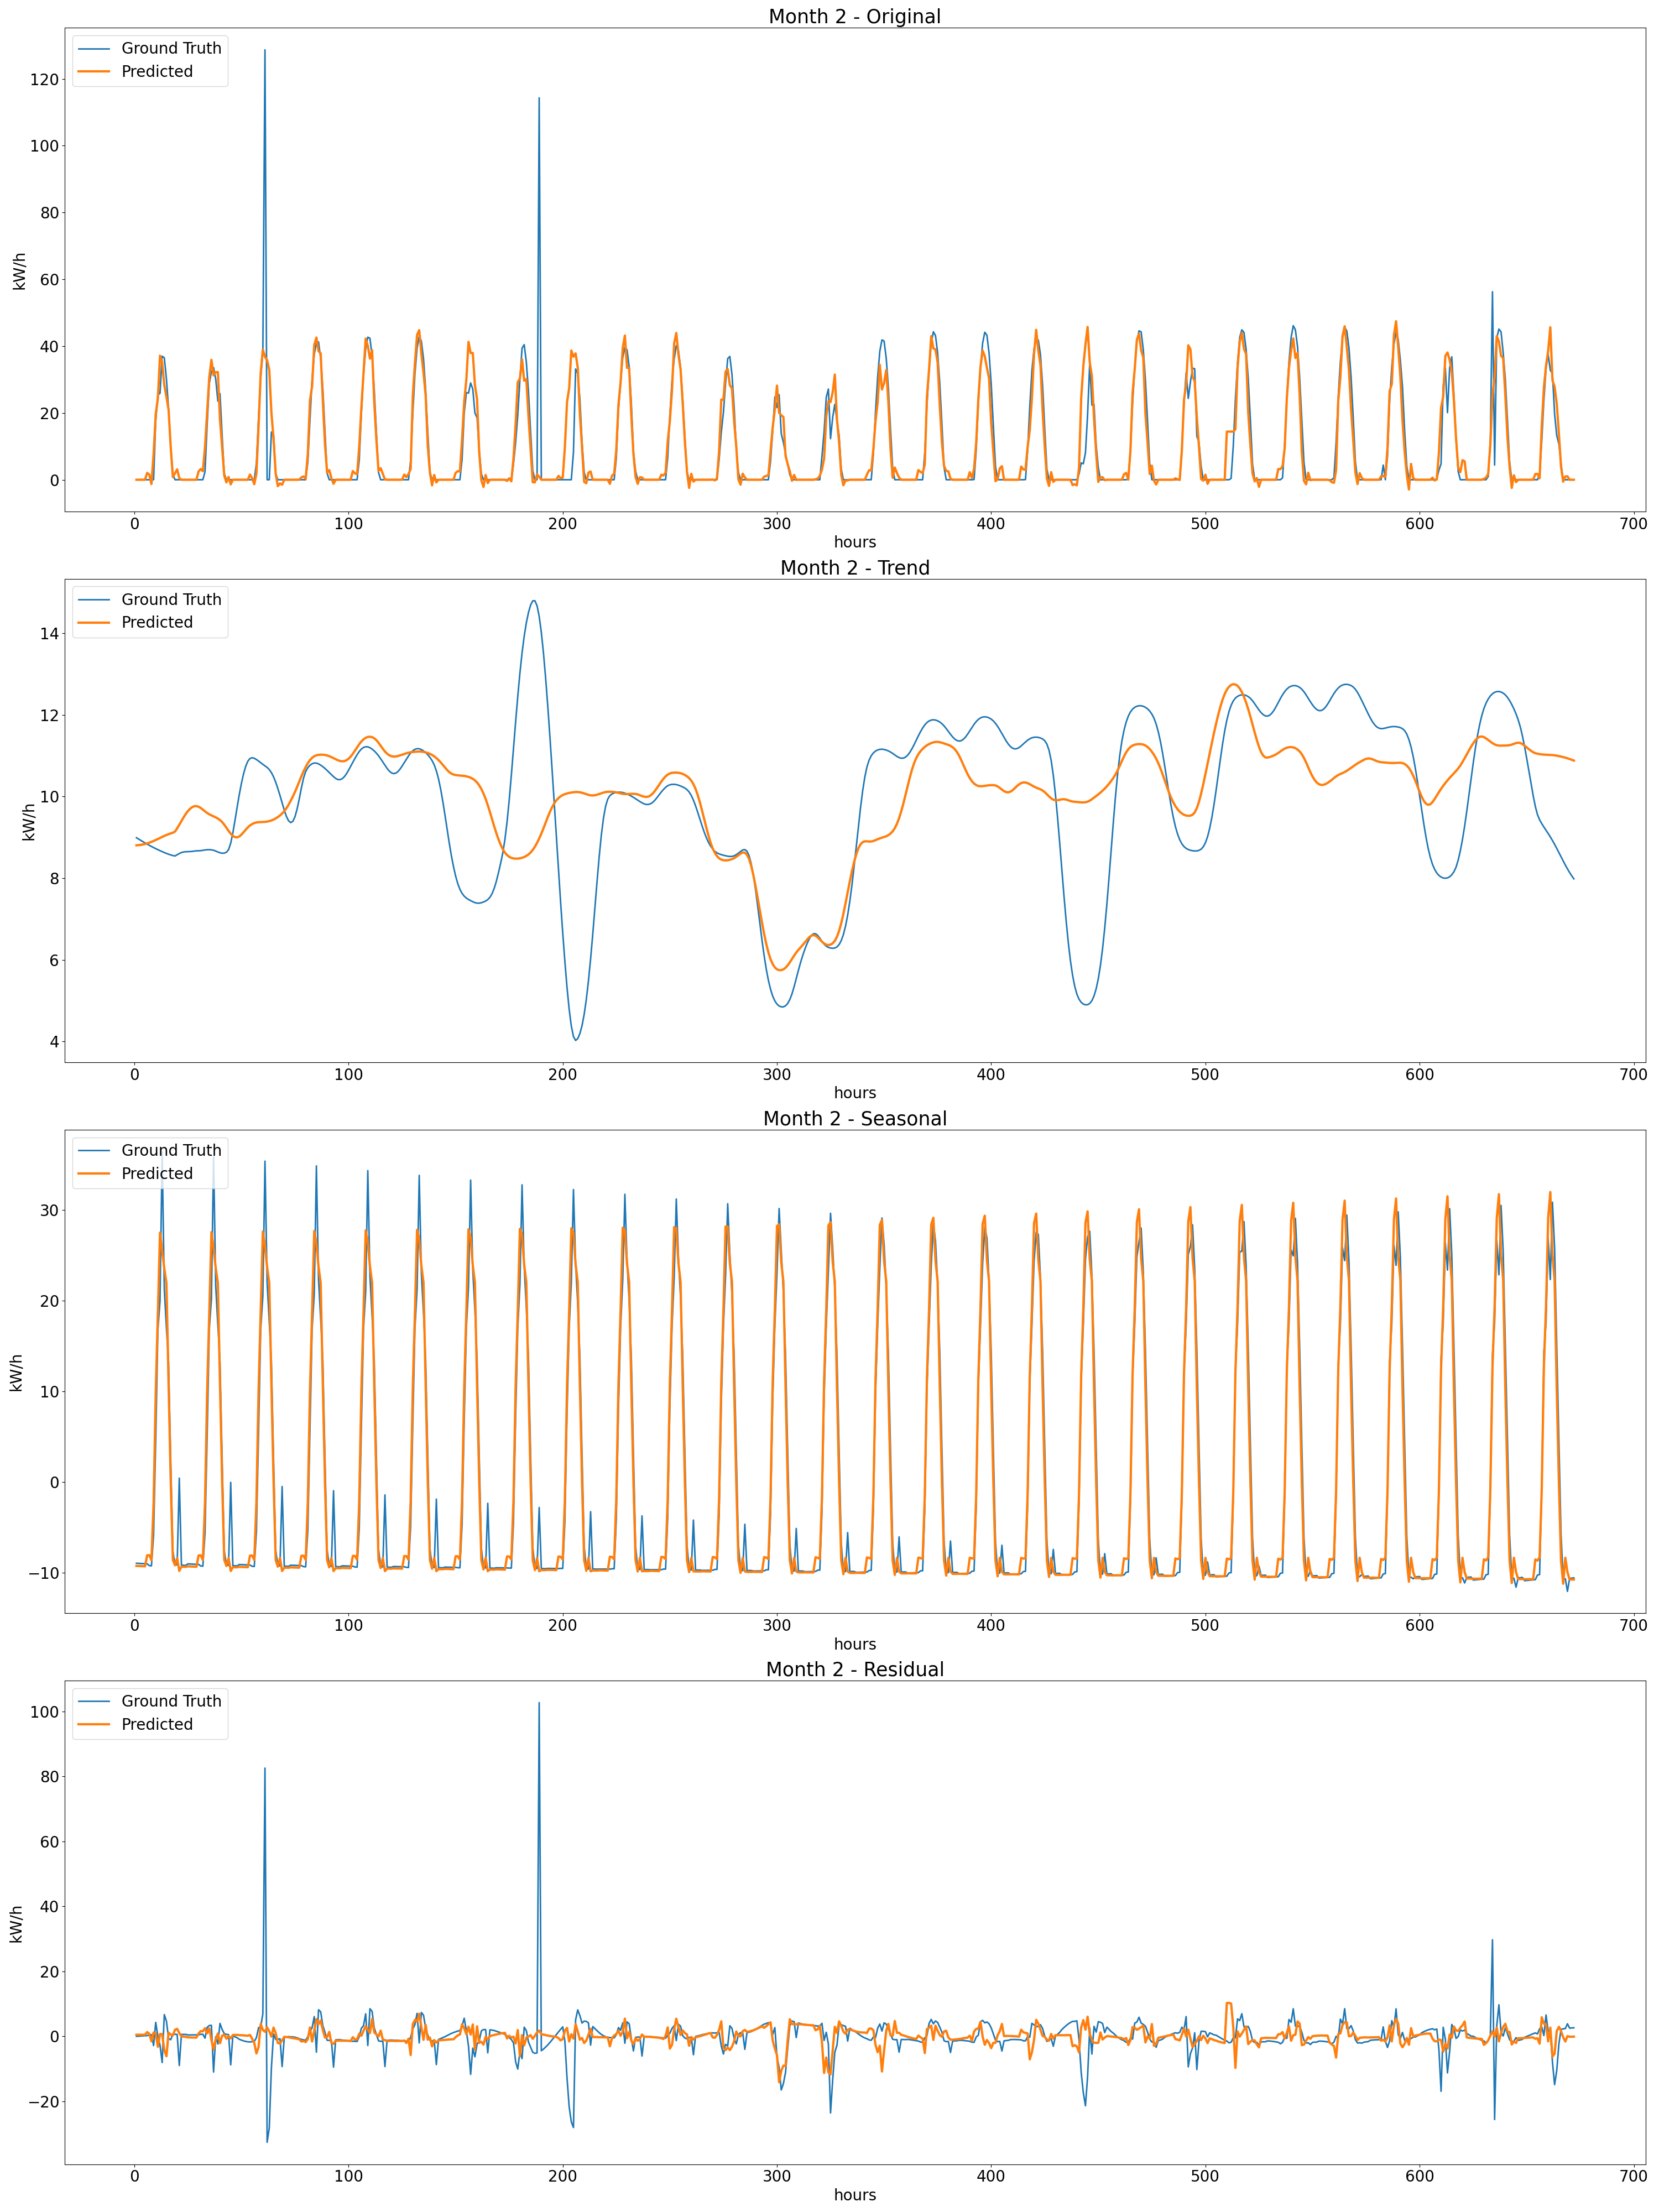 Month 2 - Original
Ground Truth
Predicted
120
100
80
60
40
20
0
kW/h
0 100 200 300 400 500 600 700
hours
Month 2 - Trend
Ground Truth
Predicted
14
12
10
8
6
4
kW/h
0 100 200 300 400 500 600 700
hours
Month 2 - Seasonal
Ground Truth
Predicted
30
20
10
0
−10
kW/h
0 100 200 300 400 500 600 700
hours
Month 2 - Residual
Ground Truth
Predicted
100
80
60
40
20
0
−20
kW/h
0 100 200 300 400 500 600 700
hours